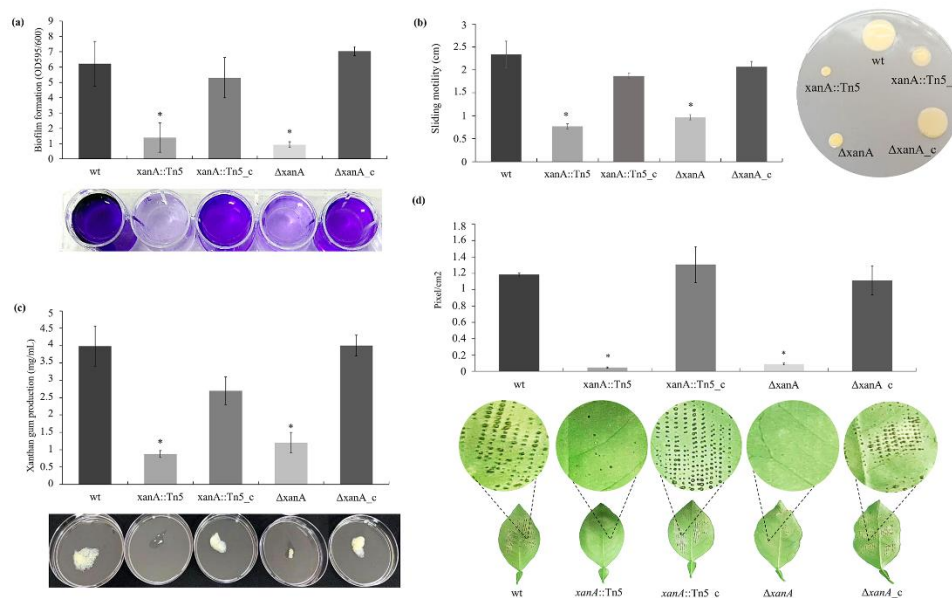 (a)
Biofilm formation (OD595/600)
9
8
7
6
5
4
3
2
1
0
*
*
wt
xanA::Tn5
xanA::Tn5_c
ΔxanA
ΔxanA_c
(b)
Sliding motility (cm)
3
2.5
2
1.5
1
0.5
0
*
*
wt
xanA::Tn5
xanA::Tn5_c
ΔxanA
ΔxanA_c
wt
xanA::Tn5_
xanA::Tn5
ΔxanA
ΔxanA_c
(c)
Xanthan gum production (mg/mL)
5
4.5
4
3.5
3
2.5
2
1.5
1
0.5
0
*
*
wt
xanA::Tn5
xanA::Tn5_c
ΔxanA
ΔxanA_c
(d)
Pixel/cm2
1.8
1.6
1.4
1.2
1
0.8
0.6
0.4
0.2
0
*
*
wt
xanA::Tn5
xanA::Tn5_c
ΔxanA
ΔxanA_c
wt
xanA::Tn5
xanA::Tn5_c
ΔxanA
ΔxanA_c